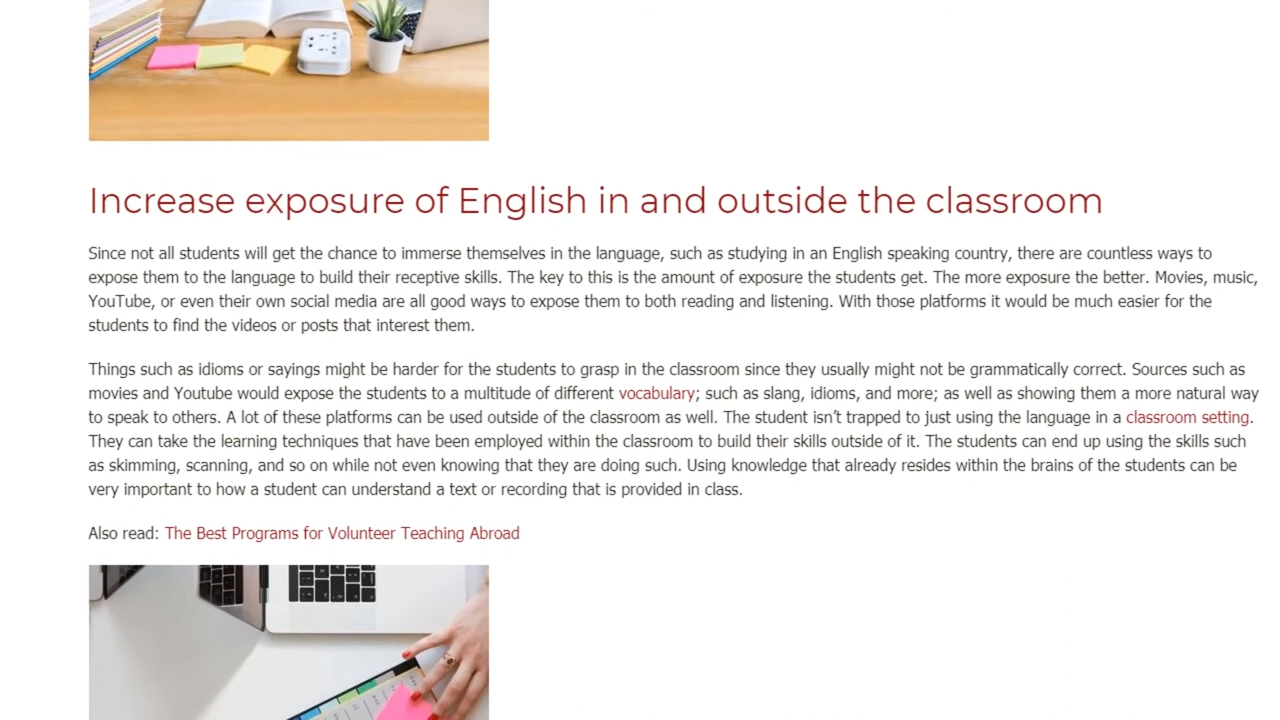 Increase exposure of English in and outside the classroom
Since not all students will get the chance to immerse themselves in the language, such as studying in an English speaking country, there are countless ways to
expose them to the language to build their receptive skills. The key to this is the amount of exposure the students get. The more exposure the better. Movies, music,
YouTube, or even their own social media are all good ways to expose them to both reading and listening. With those platforms it would be much easier for the
students to find the videos or posts that interest them.
Things such as idioms or sayings might be harder for the students to grasp in the classroom since they usually might not be grammatically correct. Sources such as
movies and Youtube would expose the students to a multitude of different vocabulary; such as slang, idioms, and more; as well as showing them a more natural way
to speak to others. A lot of these platforms can be used outside of the classroom as well. The student isn’t trapped to just using the language in a classroom setting.
They can take the learning techniques that have been employed within the classroom to build their skills outside of it. The students can end up using the skills such
as skimming, scanning, and so on while not even knowing that they are doing such. Using knowledge that already resides within the brains of the students can be
very important to how a student can understand a text or recording that is provided in class.
Also read: The Best Programs for Volunteer Teaching Abroad